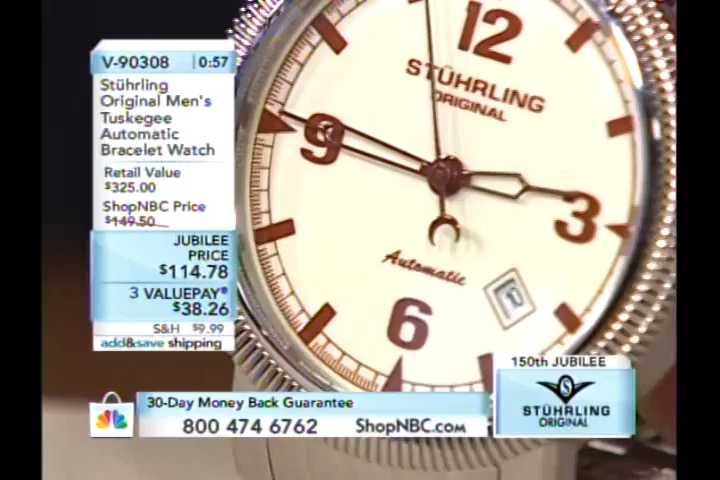 V-90308 0:57
Stührling
Original Men's
Tuskegee
Automatic
Bracelet Watch
Retail Value
$325.00
ShopNBC Price
$149.50
JUBILEE
PRICE
$114.78
3 VALUEPAY®
$38.26
S&H $9.99
add&save shipping
12
STÜHRLING
ORIGINAL
9
3
Automatic
6
10
150th JUBILEE
S
STÜHRLING
ORIGINAL
30-Day Money Back Guarantee
800 474 6762 ShopNBC.com